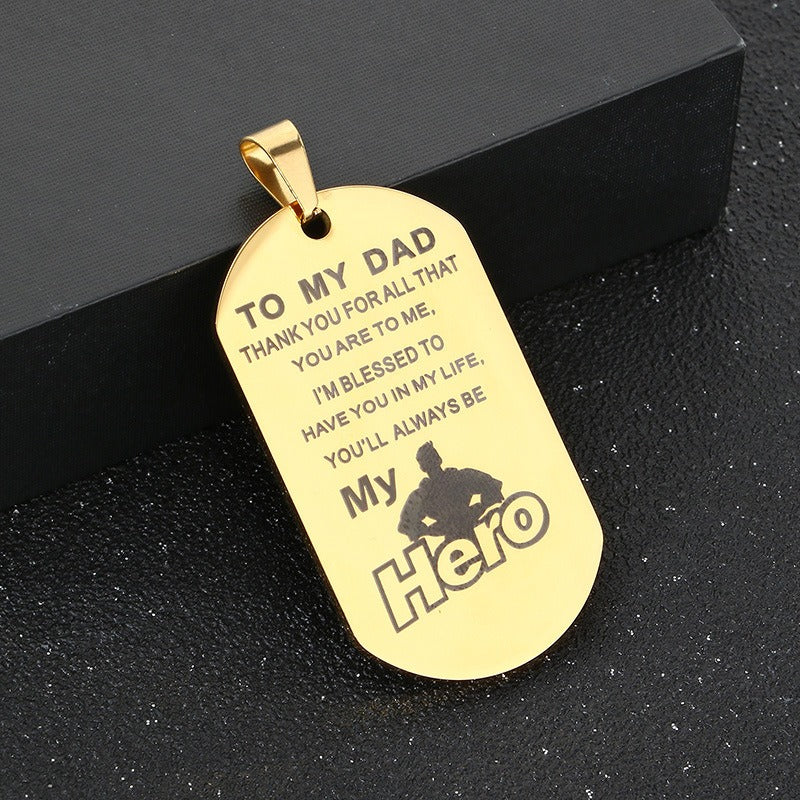 TO MY DAD
THANK YOU FOR ALL THAT
YOU ARE TO ME,
I'M BLESSED TO
HAVE YOU IN MY LIFE,
YOU'LL ALWAYS BE
My
Hero